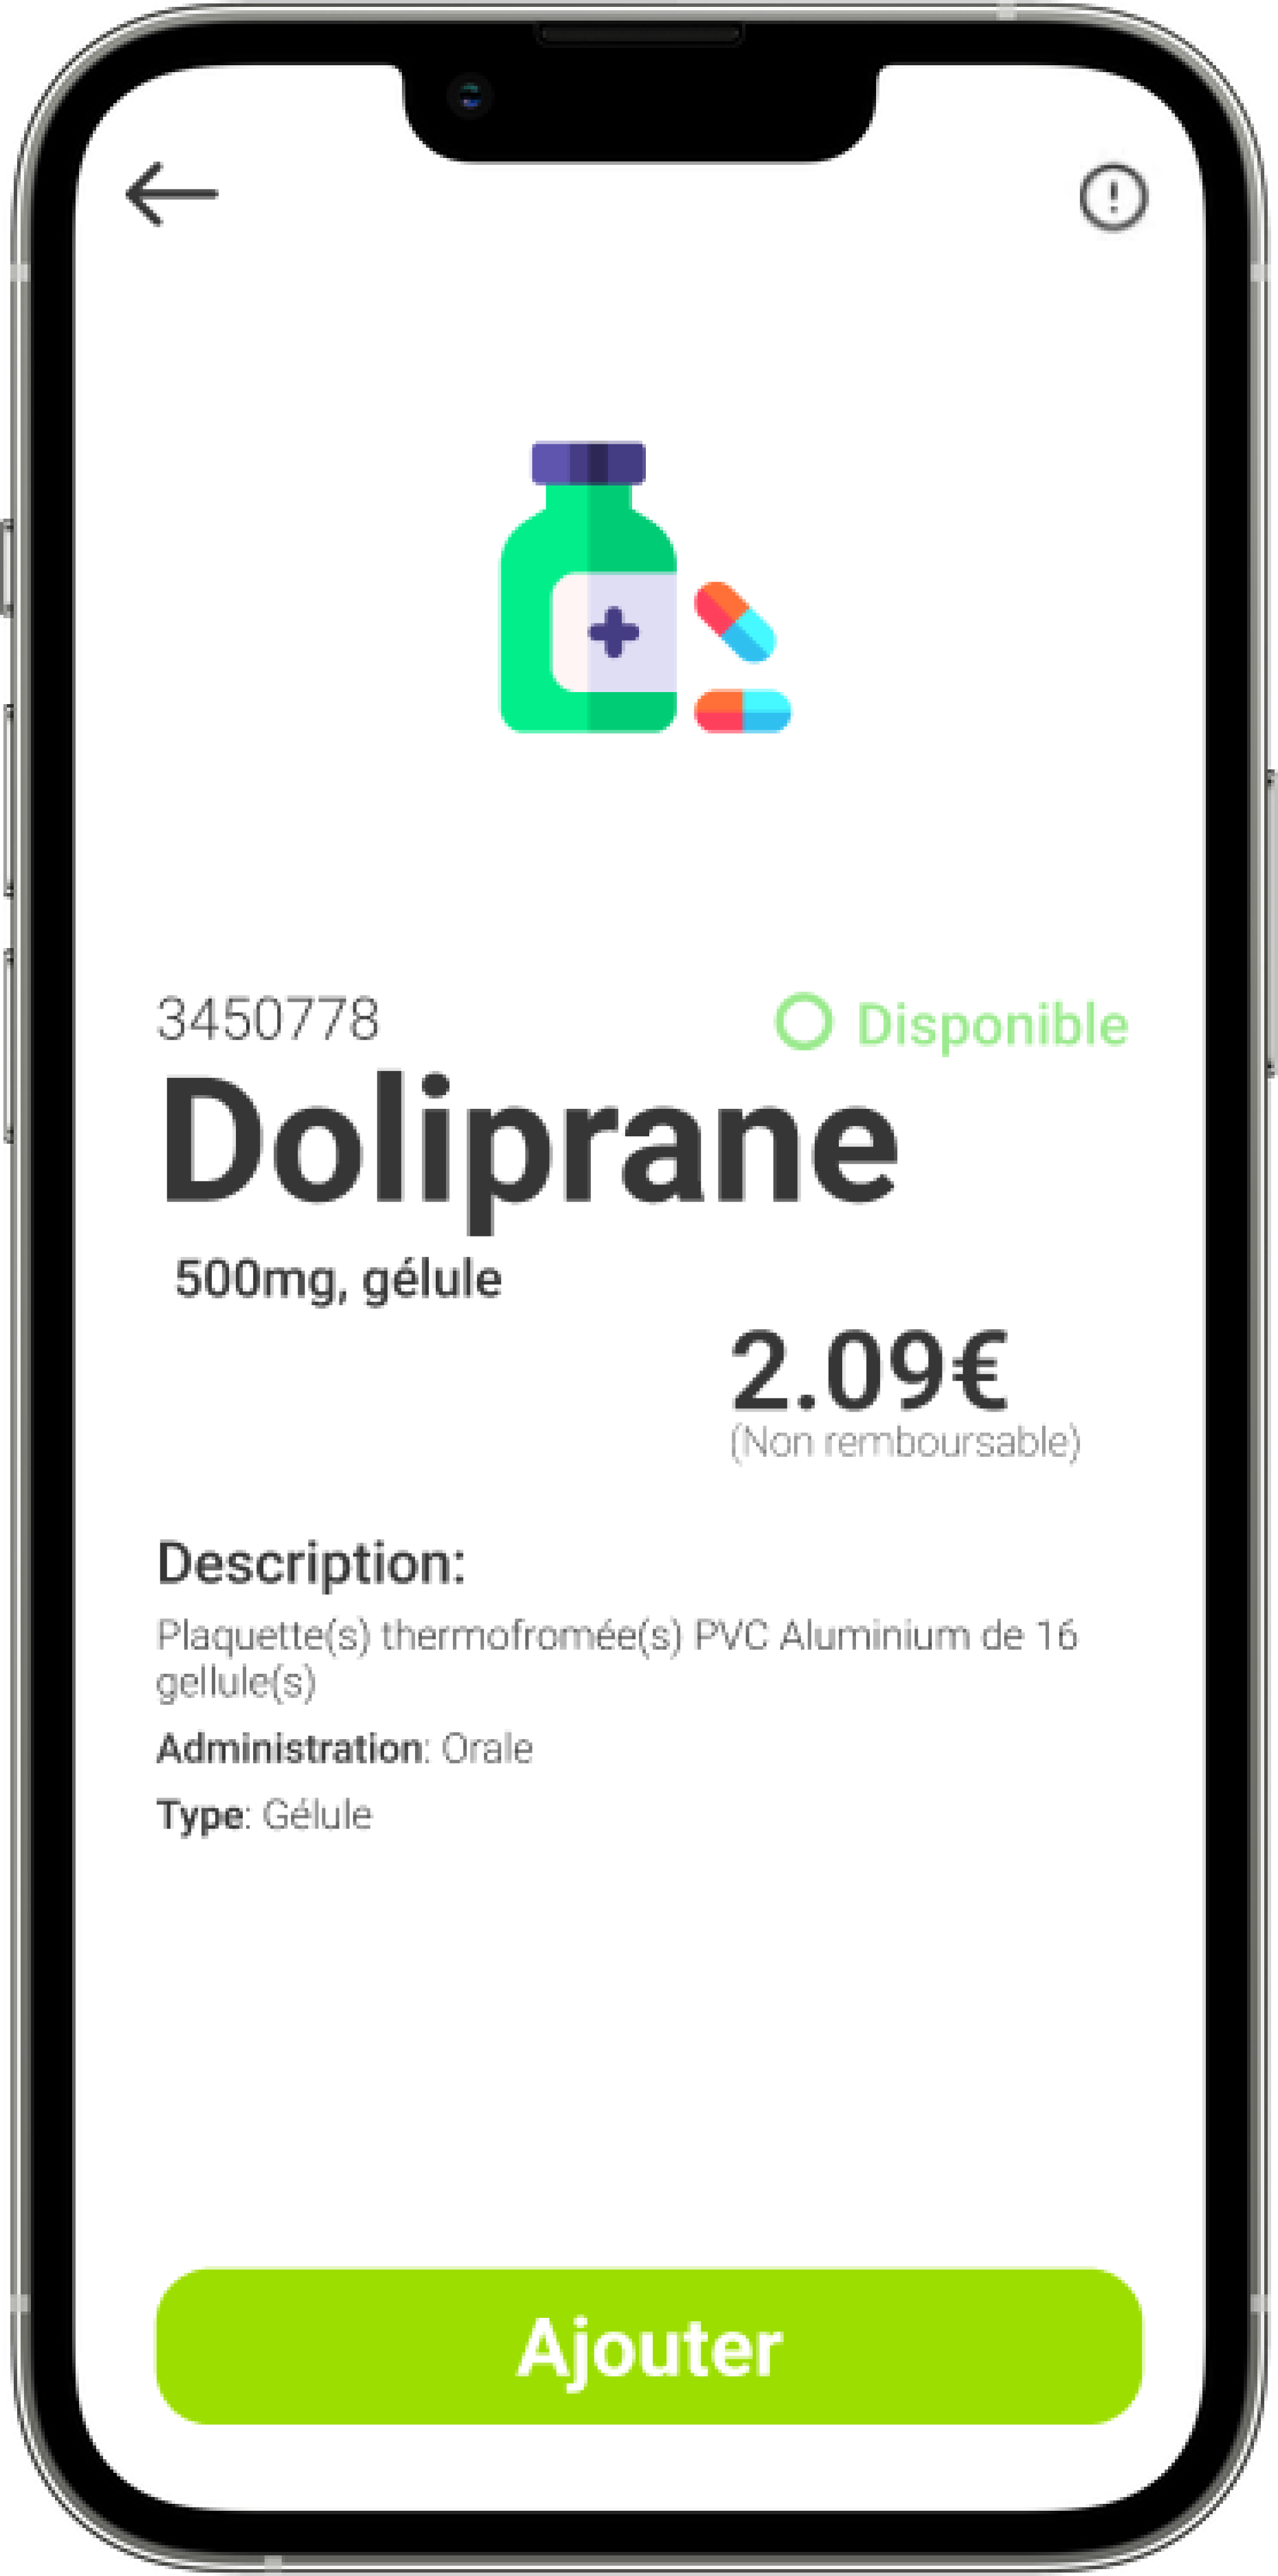 3450778
Disponible
Doliprane
500mg, gélule
2.09€
(Non remboursable)
Description:
Plaquette(s) thermofromée(s) PVC Aluminium de 16
gellule(s)
Administration: Orale
Type: Gélule
Ajouter